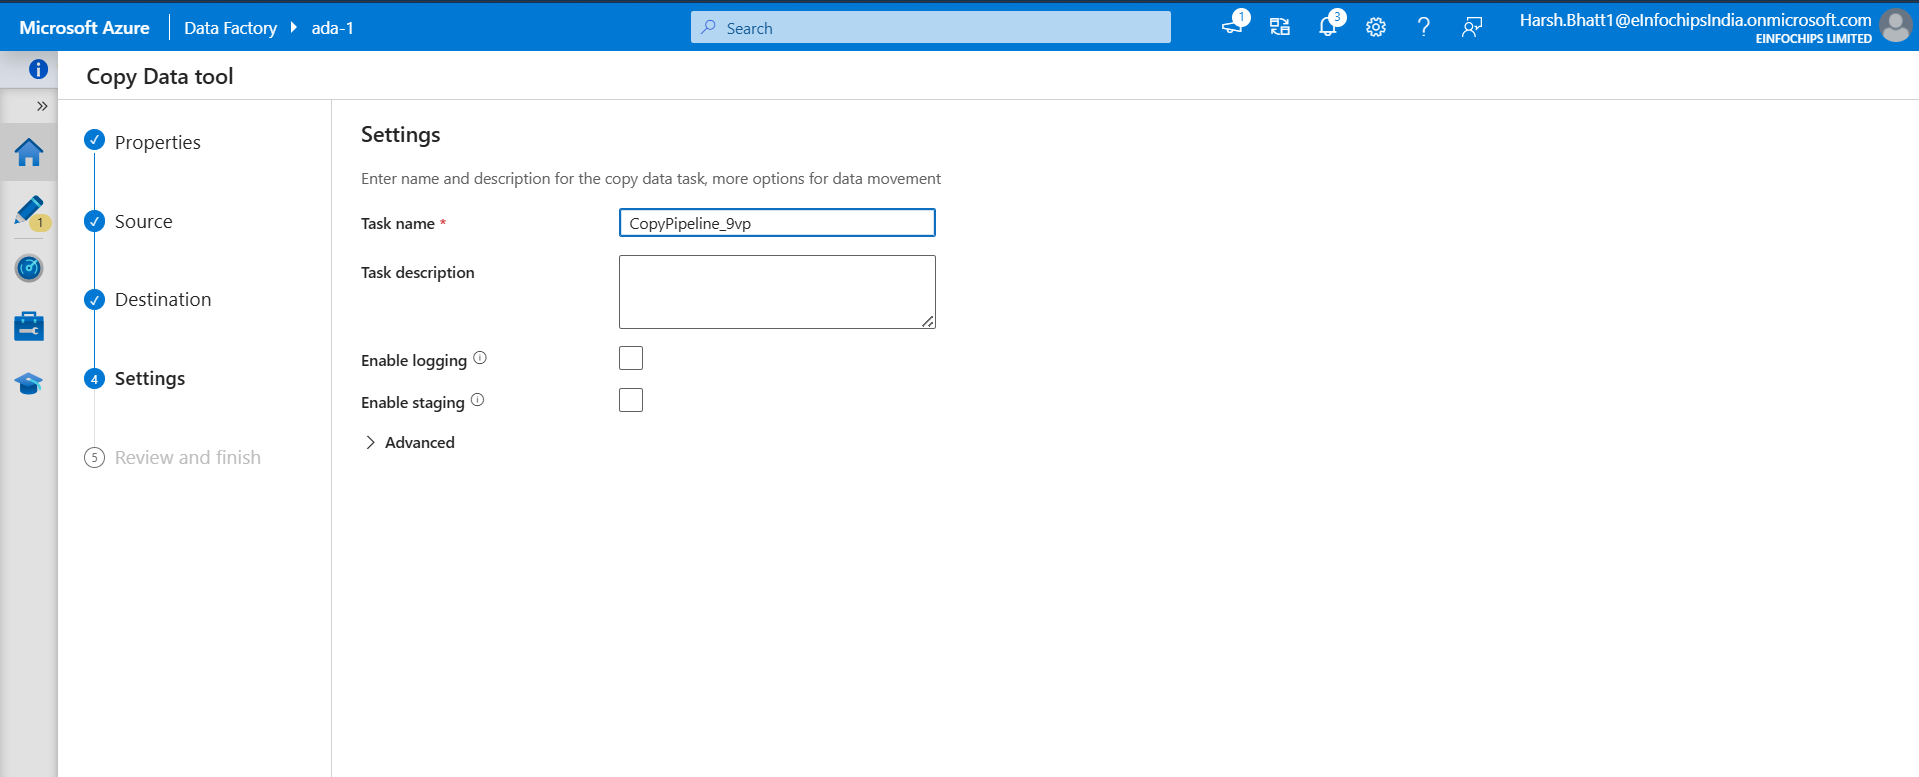 Microsoft Azure
Data Factory
ada-1
Search
1
3
?
Harsh.Bhatt1@eInfochipsIndia.onmicrosoft.com
EINFOCHIPS LIMITED
Copy Data tool
1
Properties
Source
Destination
4 Settings
5 Review and finish
Settings
Enter name and description for the copy data task, more options for data movement
Task name * CopyPipeline_9vp
Task description
Enable logging
Enable staging
Advanced